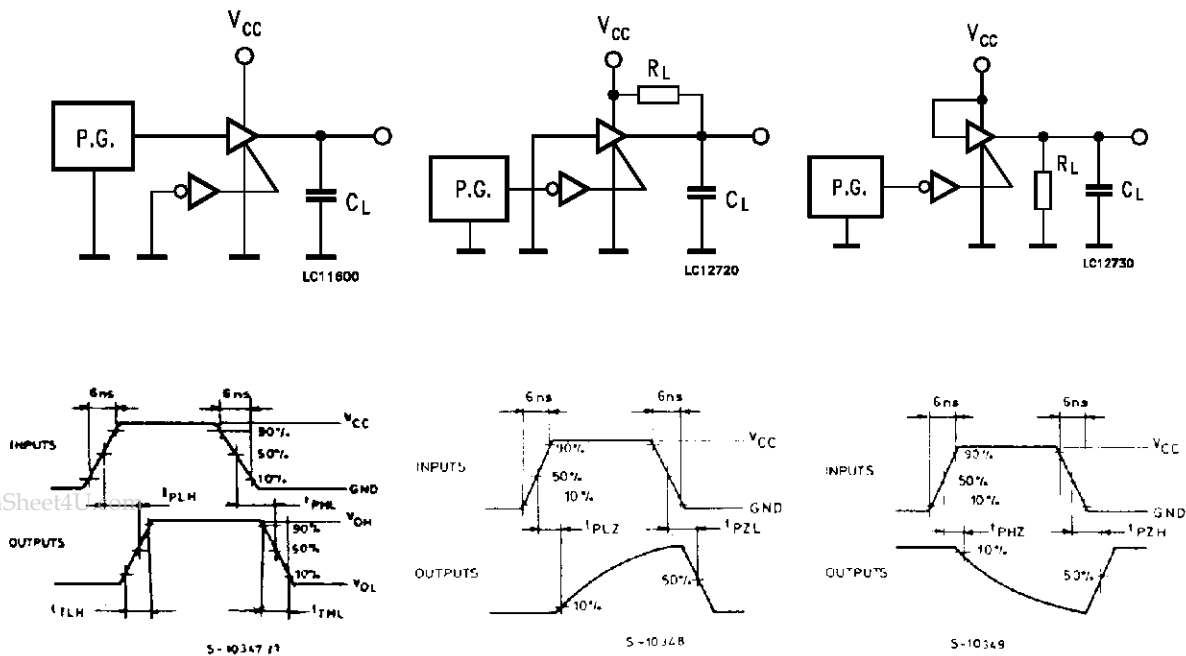 VCC
P.G.
CL
LC11600
VCC
RL
P.G.
CL
LC12720
VCC
P.G.
RL
CL
LC12730
6ns
6ns
VCC
INPUTS
90%
50%
10%
GND
tPLH
tPHL
VOH
OUTPUTS
90%
50%
10%
VOL
tTLH
tTHL
6ns
6ns
VCC
INPUTS
90%
50%
10%
GND
tPLZ
tPZL
OUTPUTS
50%
10%
S-10348
6ns
6ns
VCC
INPUTS
90%
50%
10%
GND
tPHZ
tPZH
10%
OUTPUTS
50%
S-10349